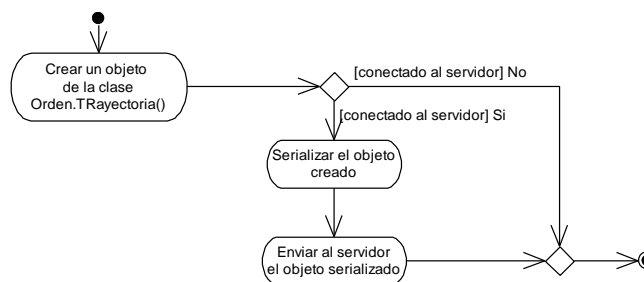 Crear un objeto
de la clase
Orden.TRayectoria()
[conectado al servidor] No
[conectado al servidor] Si
Serializar el objeto
creado
Enviar al servidor
el objeto serializado